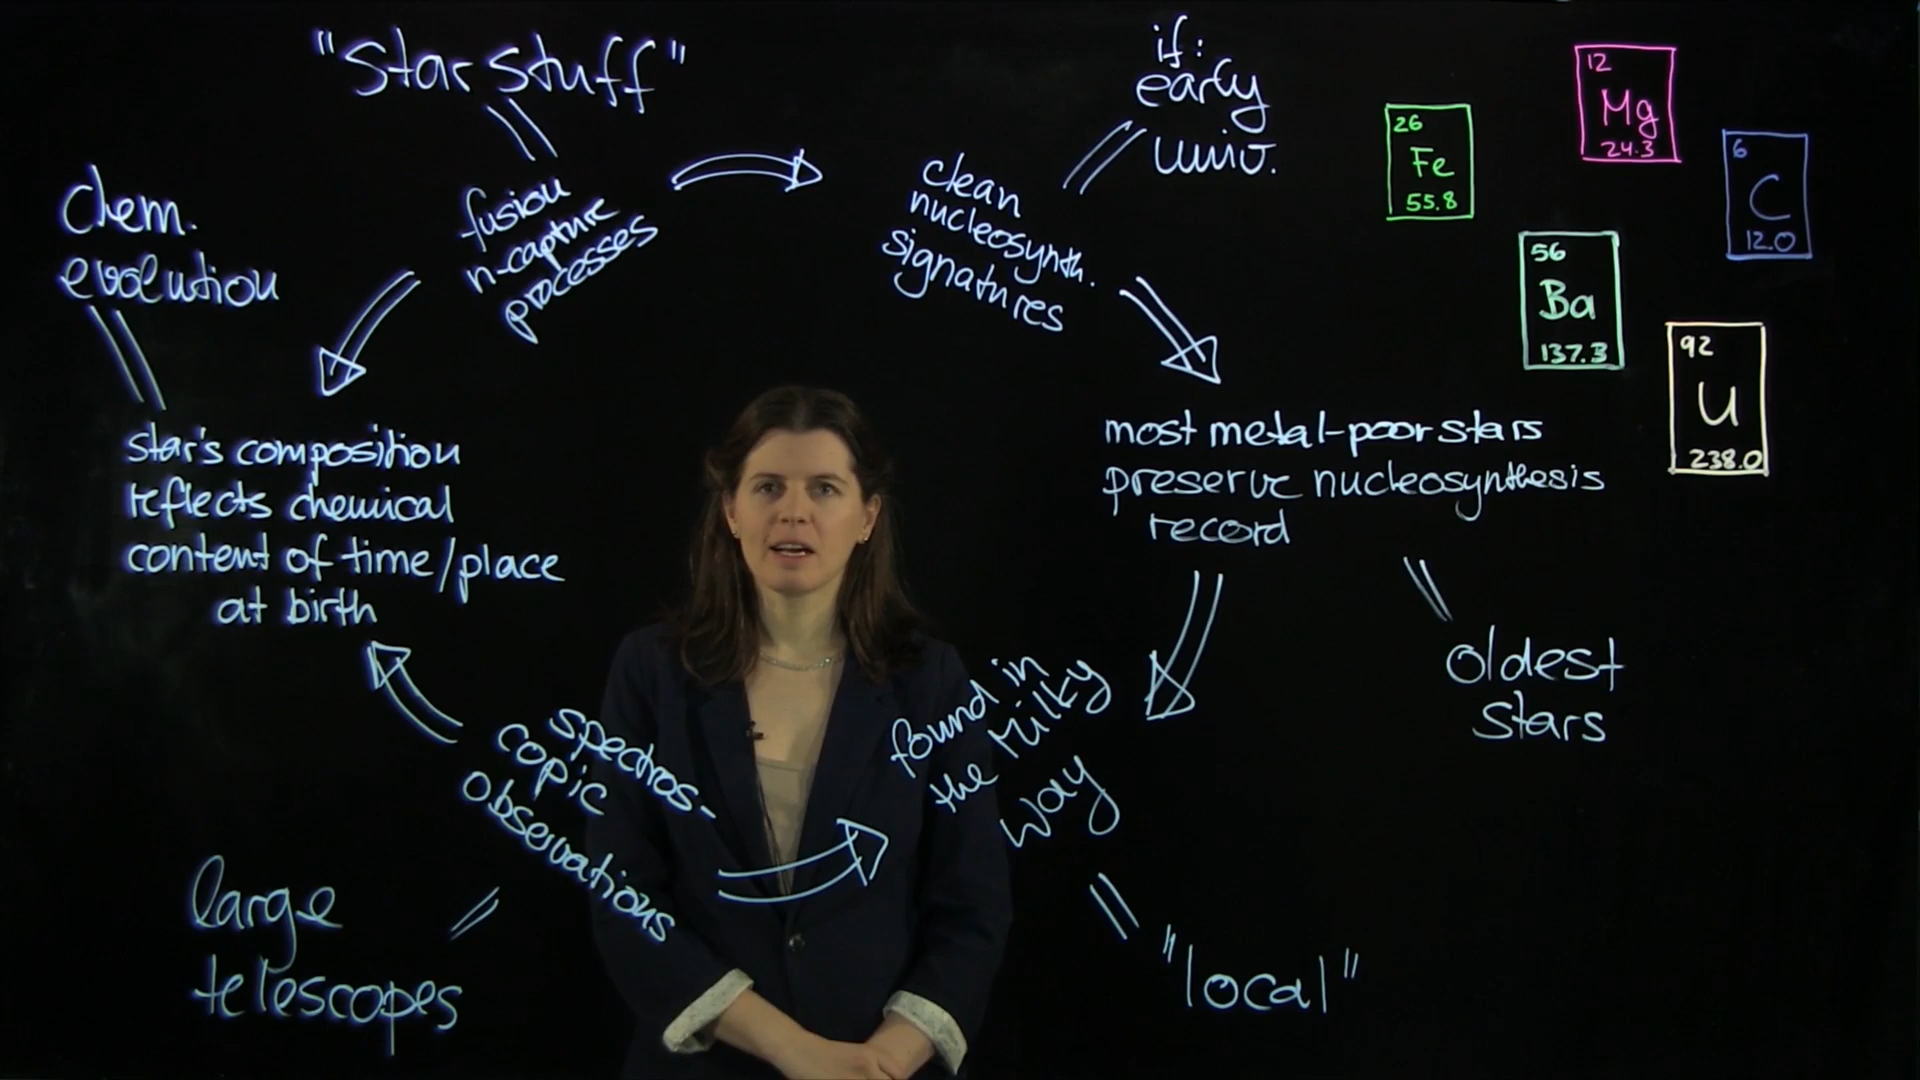 "Star stuff"
fusion
n-capture
processes
if:
early
univ.
clean
nucleosynth.
signatures
26
Fe
55.8
12
Mg
24.3
6
C
12.0
56
Ba
137.3
92
U
238.0
chem.
evolution
star's composition
reflects chemical
content of time/place
at birth
most metal-poor stars
preserve nucleosynthesis
record
oldest
stars
found in
the Milky
Way
spectros-
copic
observations
large
telescopes
"local"